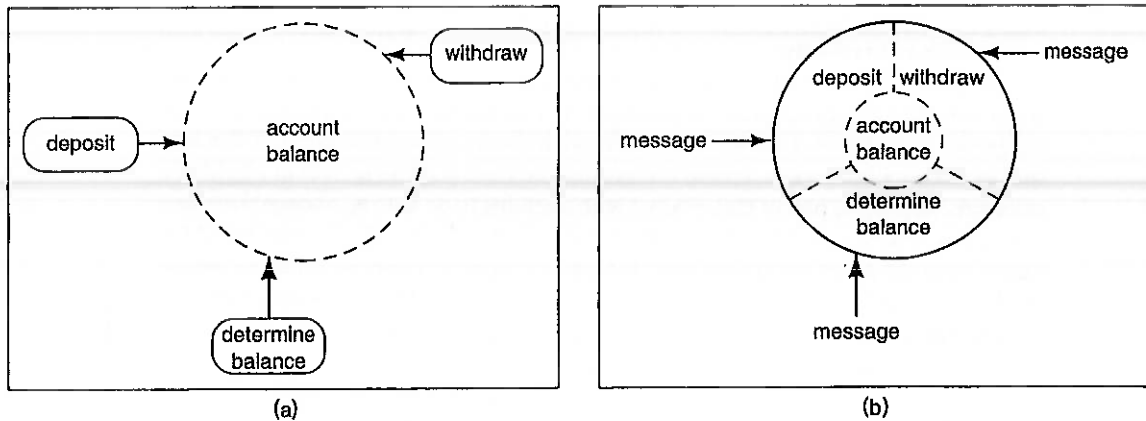 withdraw
deposit
account
balance
determine
balance
(a)
message
deposit withdraw
message
account
balance
determine
balance
message
(b)